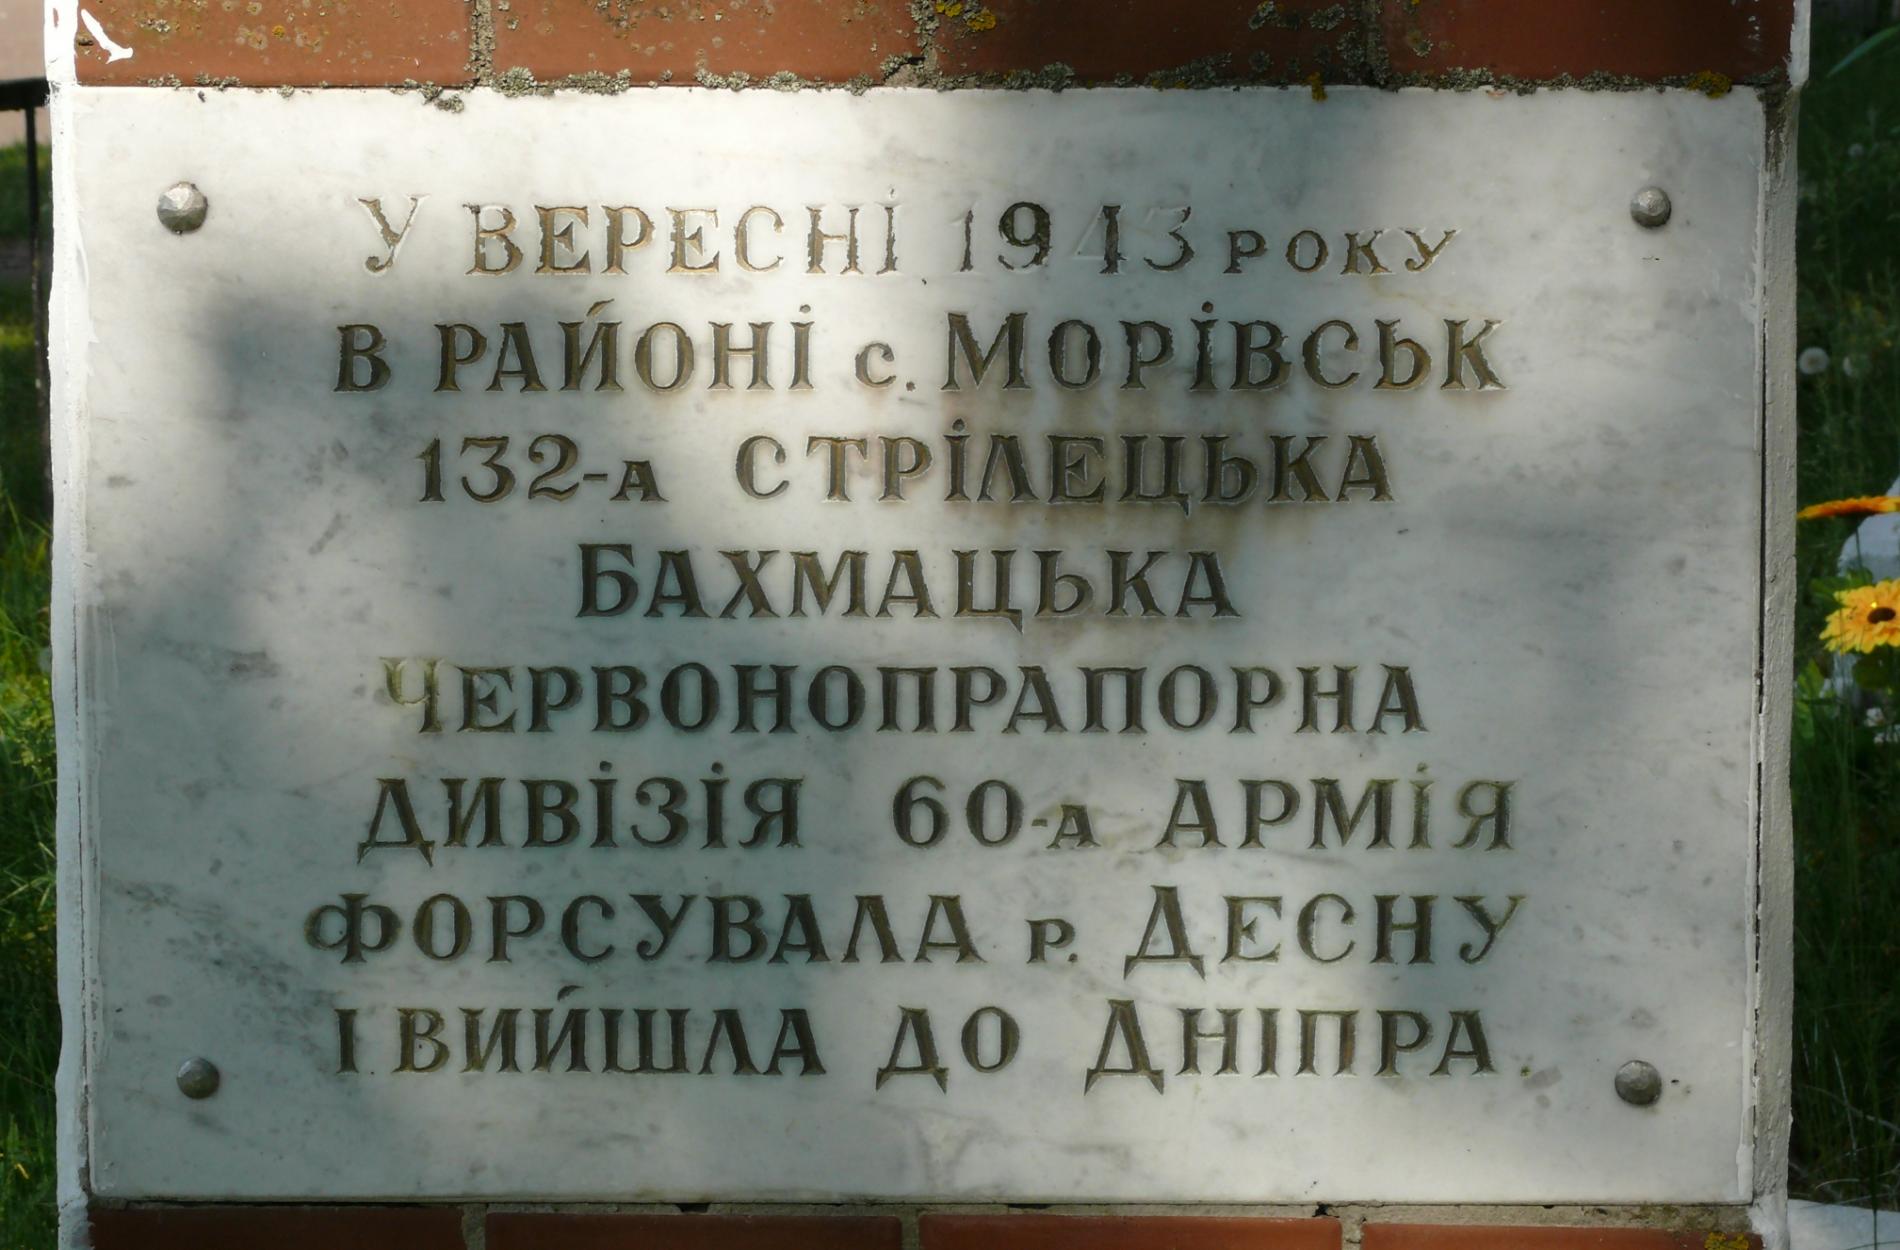 У ВЕРЕСНІ 1943 РОКУ
В РАЙОНІ с. МОРІВСЬК
132-А СТРІЛЕЦЬКА
БАХМАЦЬКА
ЧЕРВОНОПРАПОРНА
ДИВІЗІЯ 60-А АРМІЯ
ФОРСУВАЛА р. ДЕСНУ
І ВИЙШЛА ДО ДНІПРА.